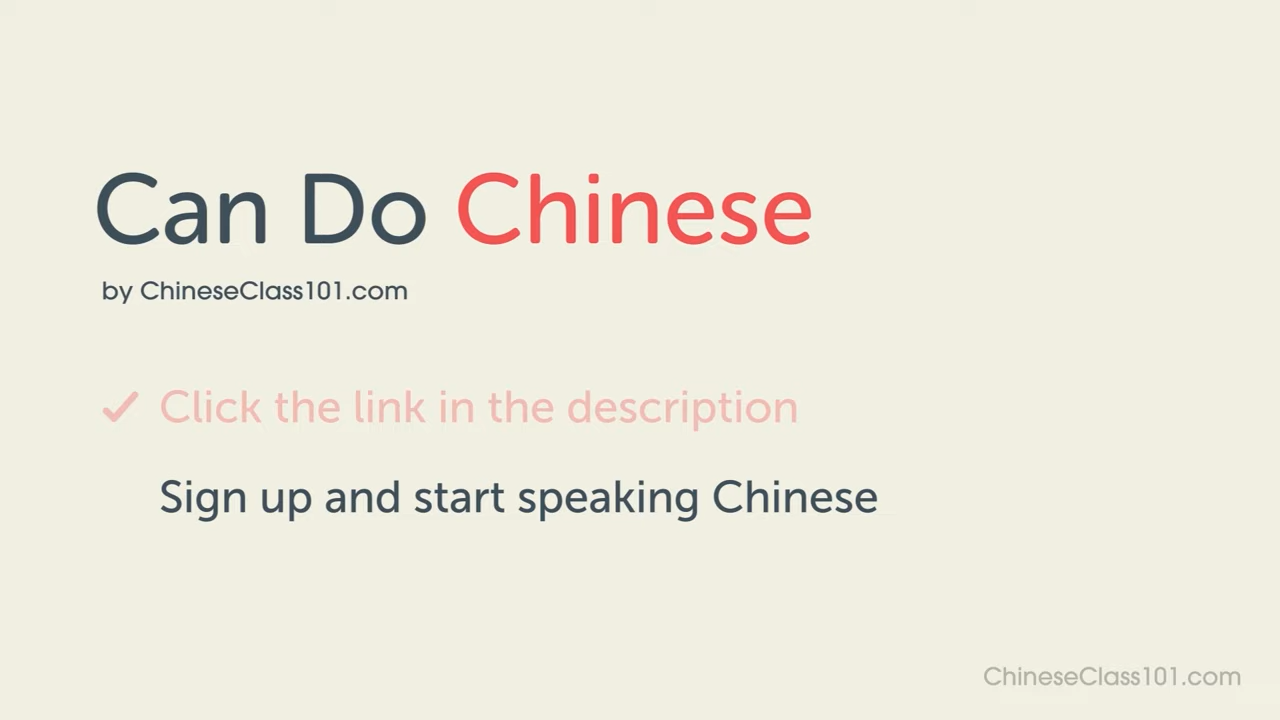 Can Do Chinese
by ChineseClass101.com
Click the link in the description
Sign up and start speaking Chinese
ChineseClass101.com